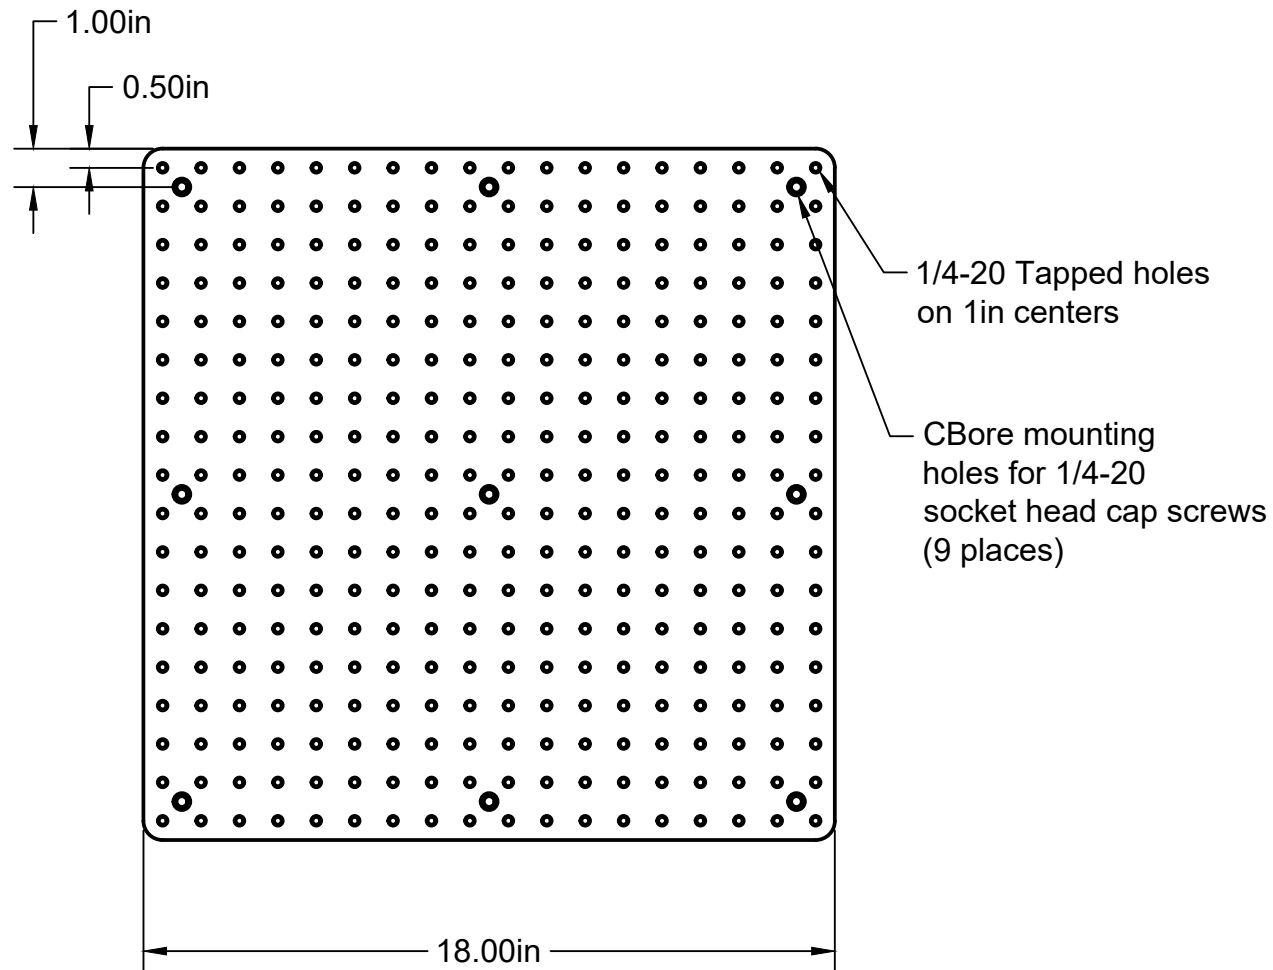 1.00in
0.50in
1/4-20 Tapped holes
on 1in centers
CBore mounting
holes for 1/4-20
socket head cap screws
(9 places)
18.00in